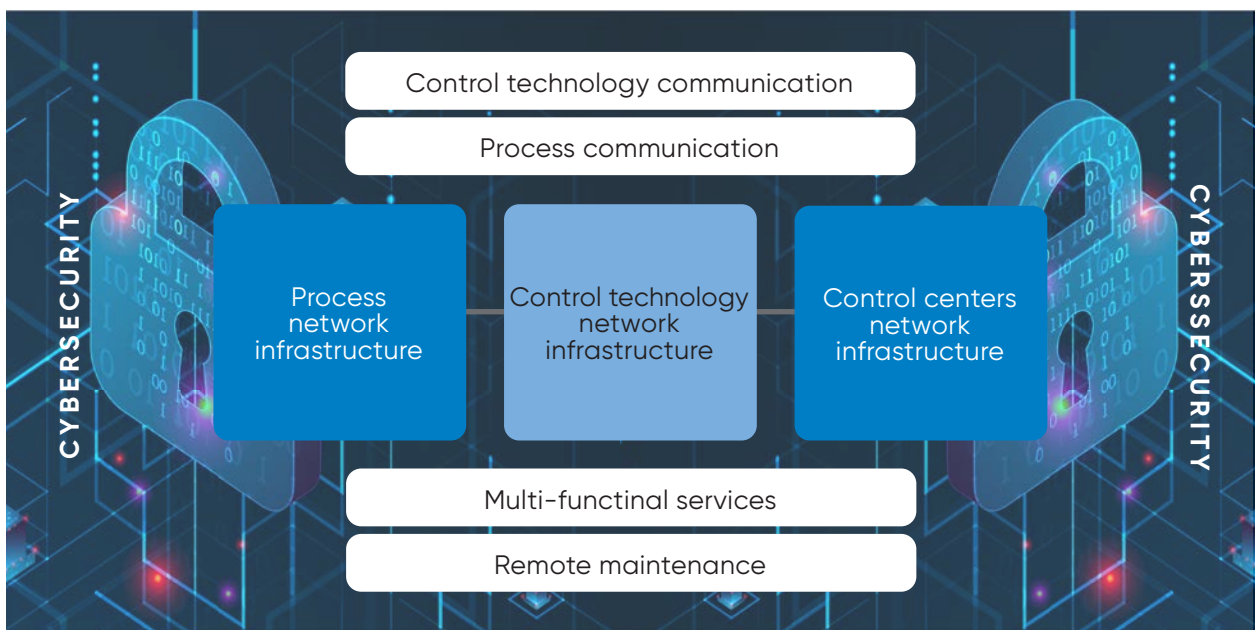 Control technology communication
Process communication
CYBERSECURITY
Process
network
infrastructure
Control technology
network
infrastructure
Control centers
network
infrastructure
CYBERSSECURITY
Multi-functinal services
Remote maintenance